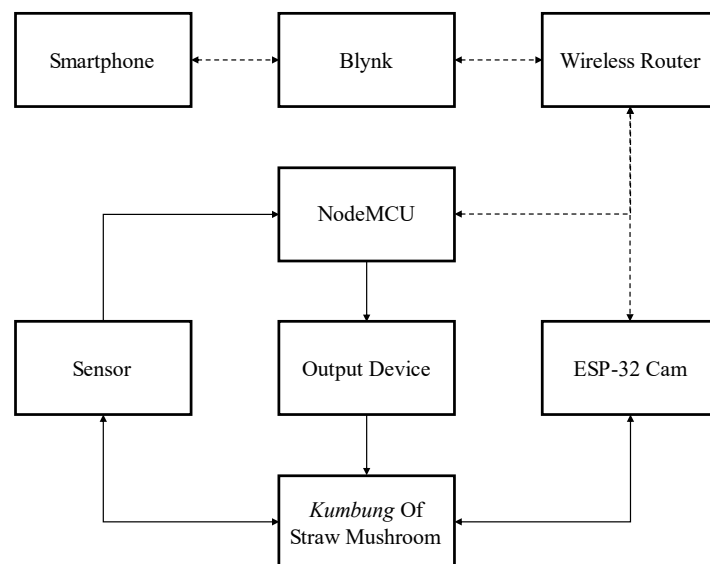 Smartphone
Blynk
Wireless Router
NodeMCU
Sensor
Output Device
ESP-32 Cam
Kumbung Of
Straw Mushroom